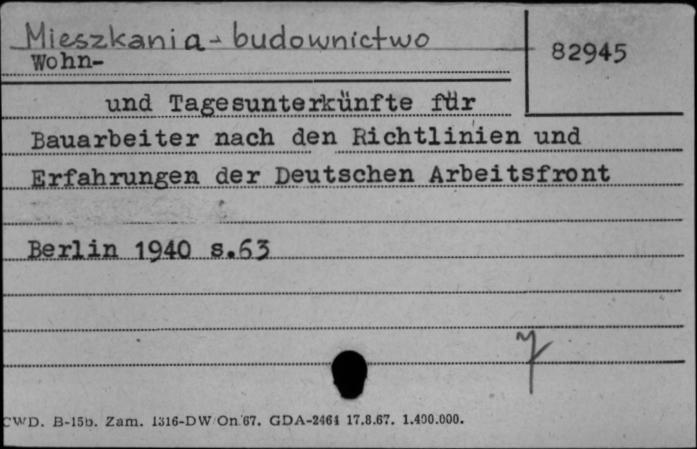 Mieszkania - budownictwo
82945
Wohn-
und Tagesunterkünfte für
Bauarbeiter nach den Richtlinien und
Erfahrungen der Deutschen Arbeitsfront
Berlin 1940 s.63
CWD. B-15b. Zam. 1316-DW/On/67. GDA-2461 17.8.67. 1.400.000.